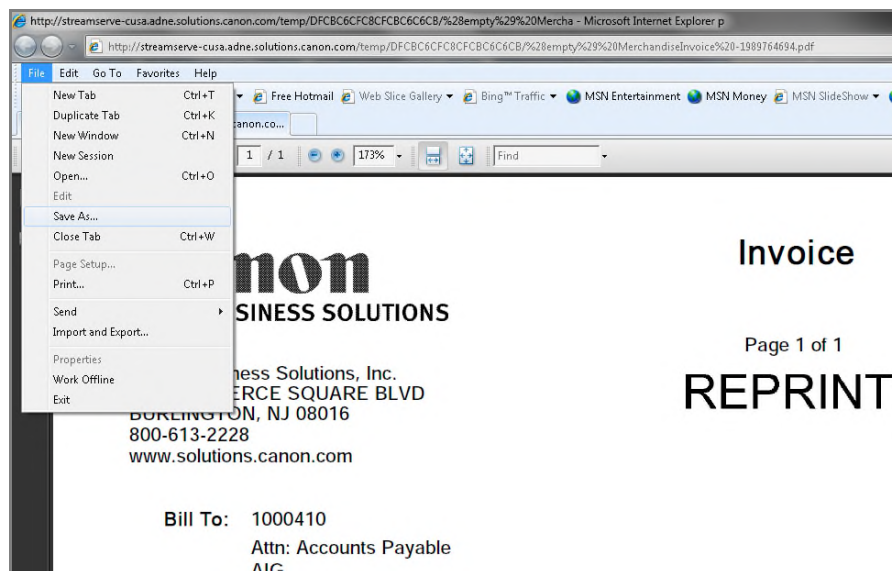 http://streamserve-cusa.adne.solutions.canon.com/temp/DFCBC6CFC8CFCBC6C6CB/%28empty%29%20Mercha - Microsoft Internet Explorer p
http://streamserve-cusa.adne.solutions.canon.com/temp/DFCBC6CFC8CFCBC6C6CB/%28empty%29%20MerchandiseInvoice%20-1989764694.pdf
File Edit Go To Favorites Help
Free Hotmail Web Slice Gallery Bing™ Traffic MSN Entertainment MSN Money MSN SlideShow
canon.co...
1 / 1 173% Find
New Tab Ctrl+T
Duplicate Tab Ctrl+K
New Window Ctrl+N
New Session
Open... Ctrl+O
Edit
Save As...
Close Tab Ctrl+W
Page Setup...
Print... Ctrl+P
Send
Import and Export...
Properties
Work Offline
Exit
non
SINESS SOLUTIONS
Invoice
Page 1 of 1
REPRINT
ness Solutions, Inc.
ERCE SQUARE BLVD
BURLINGTON, NJ 08016
800-613-2228
www.solutions.canon.com
Bill To: 1000410
Attn: Accounts Payable
AIG